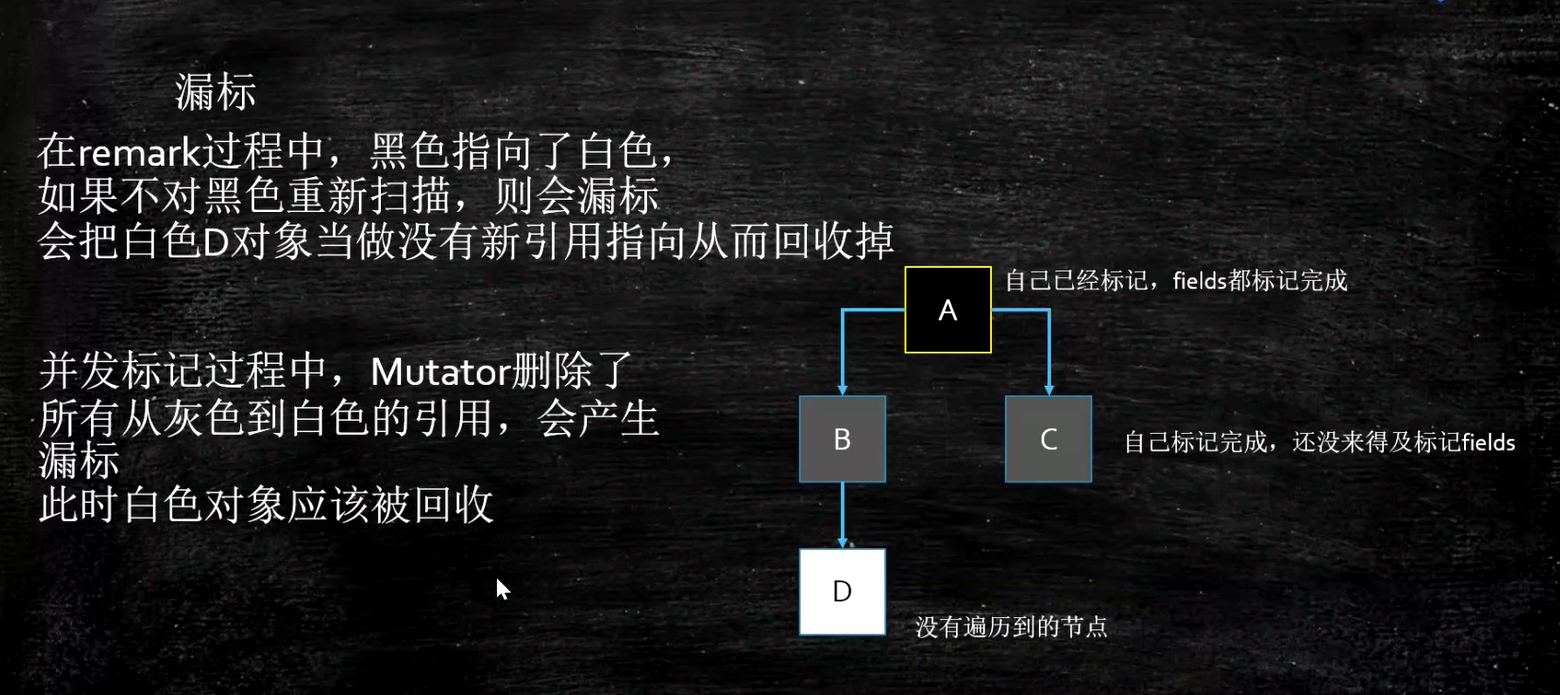 漏标
在remark过程中，黑色指向了白色，
如果不对黑色重新扫描，则会漏标
会把白色D对象当做没有新引用指向从而回收掉
并发标记过程中，Mutator删除了
所有从灰色到白色的引用，会产生
漏标
此时白色对象应该被回收
A
自己已经标记，fields都标记完成
B
C
自己标记完成，还没来得及标记fields
D
没有遍历到的节点